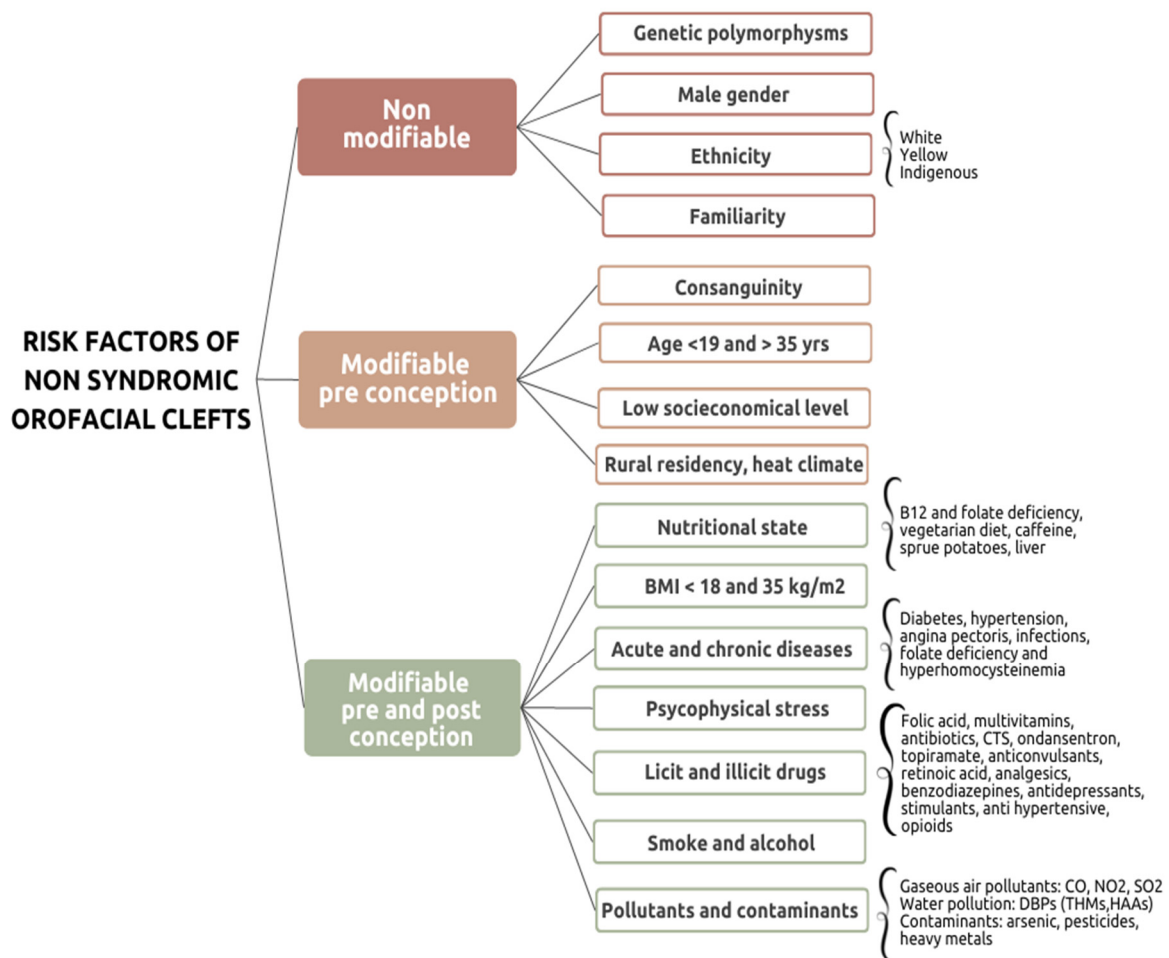 RISK FACTORS OF
NON SYNDROMIC
OROFACIAL CLEFTS
Non
modifiable
Genetic polymorphysms
Male gender
Ethnicity
White
Yellow
Indigenous
Familiarity
Modifiable
pre conception
Consanguinity
Age <19 and > 35 yrs
Low socieconomical level
Rural residency, heat climate
Modifiable
pre and post
conception
Nutritional state
B12 and folate deficiency,
vegetarian diet, caffeine,
sprue potatoes, liver
BMI < 18 and 35 kg/m2
Acute and chronic diseases
Diabetes, hypertension,
angina pectoris, infections,
folate deficiency and
hyperhomocysteinemia
Psycophysical stress
Licit and illicit drugs
Folic acid, multivitamins,
antibiotics, CTS, ondansentron,
topiramate, anticonvulsants,
retinoic acid, analgesics,
benzodiazepines, antidepressants,
stimulants, anti hypertensive,
opioids
Smoke and alcohol
Pollutants and contaminants
Gaseous air pollutants: CO, NO2, SO2
Water pollution: DBPs (THMs,HAAs)
Contaminants: arsenic, pesticides,
heavy metals